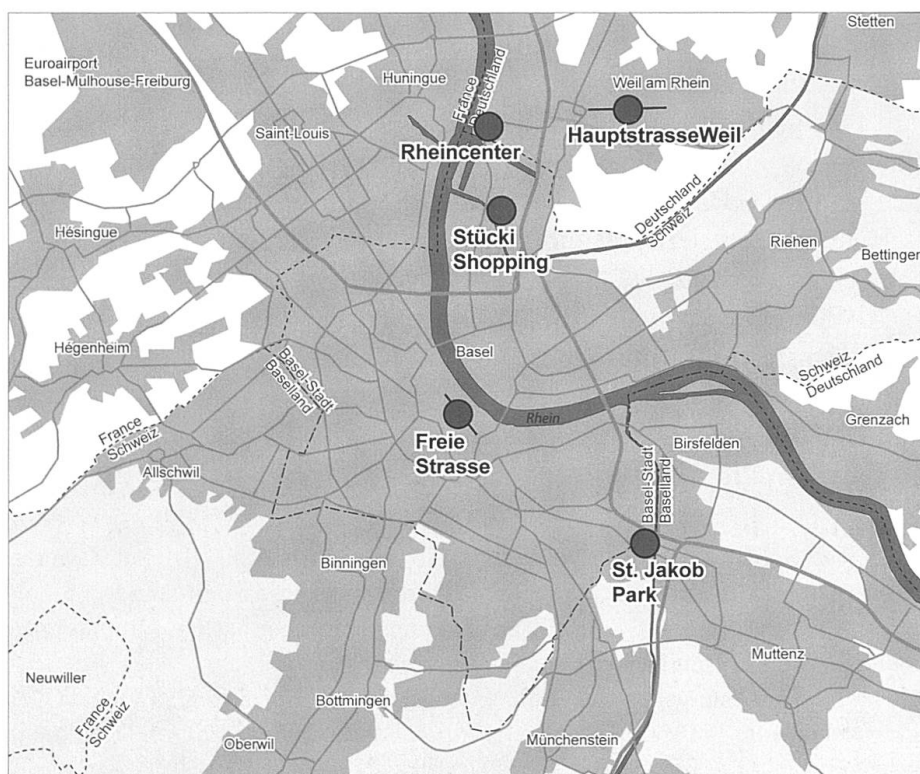 Stetten
Euroairport
Basel-Mulhouse-Freiburg
Huningue
France
Deutschland
Weil am Rhein
HauptstrasseWeil
Saint-Louis
Rheincenter
Deutschland
Schweiz
Hésingue
Stücki
Shopping
Riehen
Bettingen
Hégenheim
Basel
Basel-Stadt
Baselland
Schweiz
Deutschland
Rhein
Grenzach
France
Schweiz
Freie
Strasse
Birsfelden
Allschwil
Basel-Stadt
Baselland
Binningen
St. Jakob
Park
Neuwiller
France
Schweiz
Muttenz
Bottmingen
Oberwil
Münchenstein